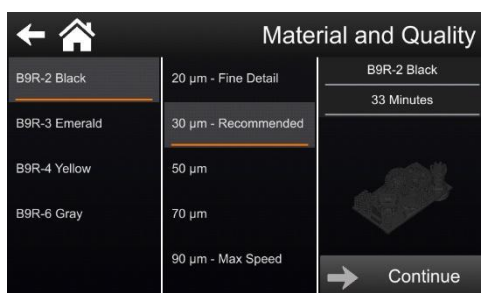 Material and Quality
B9R-2 Black
B9R-3 Emerald
B9R-4 Yellow
B9R-6 Gray
20 µm - Fine Detail
30 µm - Recommended
50 µm
70 µm
90 µm - Max Speed
B9R-2 Black
33 Minutes
Continue